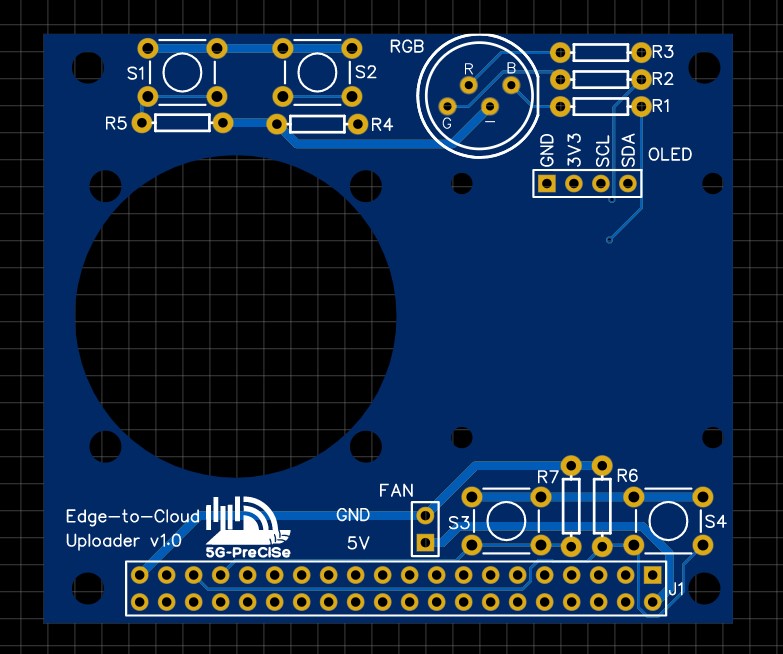 RGB
S1
S2
R3
R2
R1
R
B
G
–
R5
R4
GND
3V3
SCL
SDA
OLED
R7
R6
FAN
Edge-to-Cloud
Uploader v1.0
5G-PreCiSe
GND
5V
S3
S4
J1